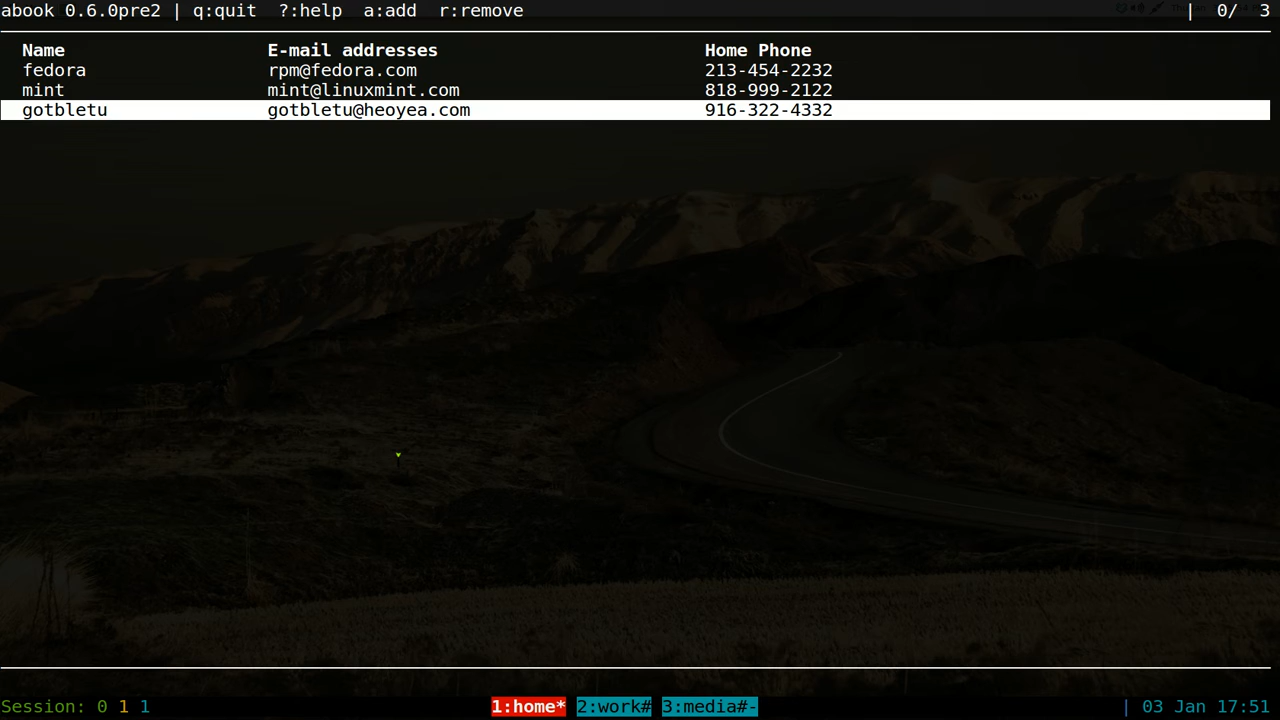 abook 0.6.0pre2 | q:quit ?:help a:add r:remove | 0/ 3
Name E-mail addresses Home Phone
fedora rpm@fedora.com 213-454-2232
mint mint@linuxmint.com 818-999-2122
gotbletu gotbletu@heoyea.com 916-322-4332
Session: 0 1 1 1:home* 2:work# 3:media#- | 03 Jan 17:51